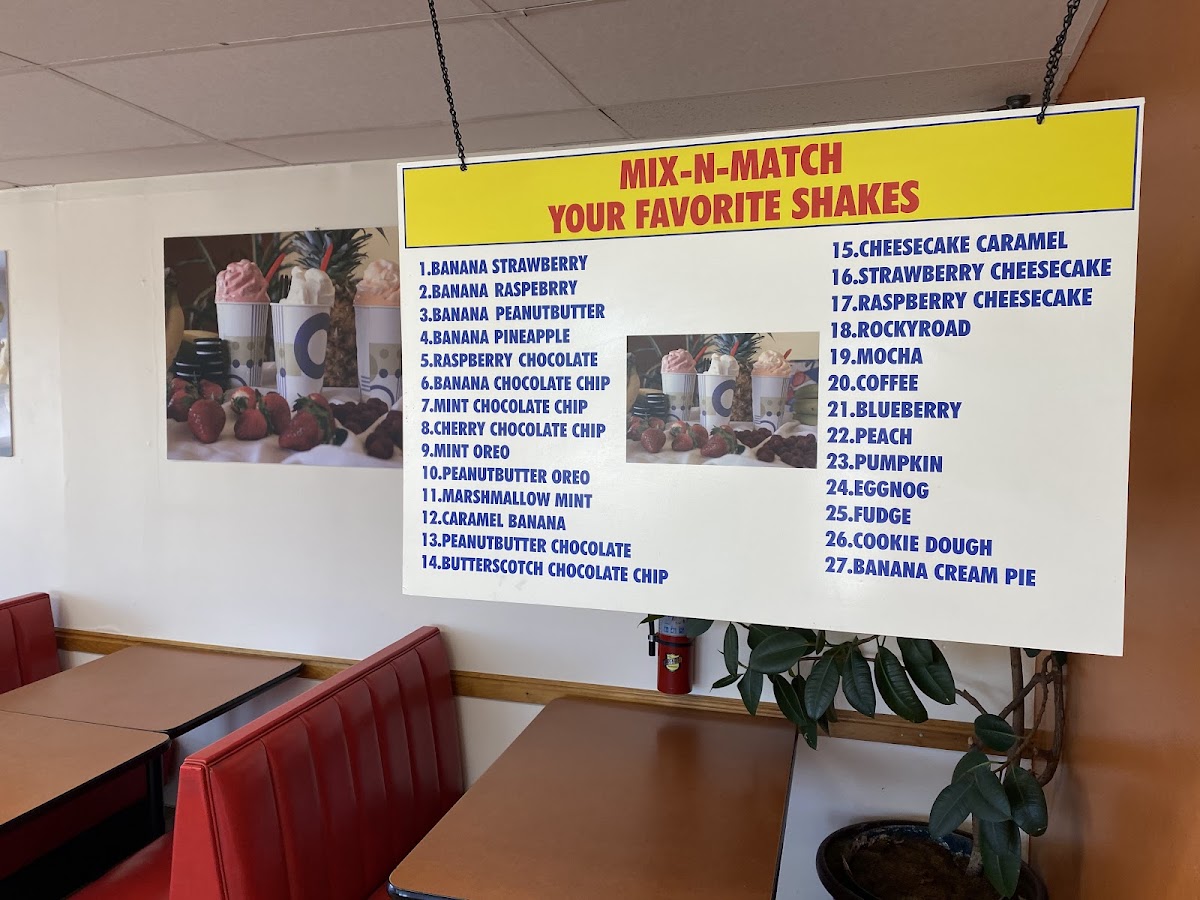 MIX-N-MATCH
YOUR FAVORITE SHAKES
1.BANANA STRAWBERRY
2.BANANA RASPEBRRY
3.BANANA PEANUTBUTTER
4.BANANA PINEAPPLE
5.RASPBERRY CHOCOLATE
6.BANANA CHOCOLATE CHIP
7.MINT CHOCOLATE CHIP
8.CHERRY CHOCOLATE CHIP
9.MINT OREO
10.PEANUTBUTTER OREO
11.MARSHMALLOW MINT
12.CARAMEL BANANA
13.PEANUTBUTTER CHOCOLATE
14.BUTTERSCOTCH CHOCOLATE CHIP
15.CHEESECAKE CARAMEL
16.STRAWBERRY CHEESECAKE
17.RASPBERRY CHEESECAKE
18.ROCKYROAD
19.MOCHA
20.COFFEE
21.BLUEBERRY
22.PEACH
23.PUMPKIN
24.EGGNOG
25.FUDGE
26.COOKIE DOUGH
27.BANANA CREAM PIE